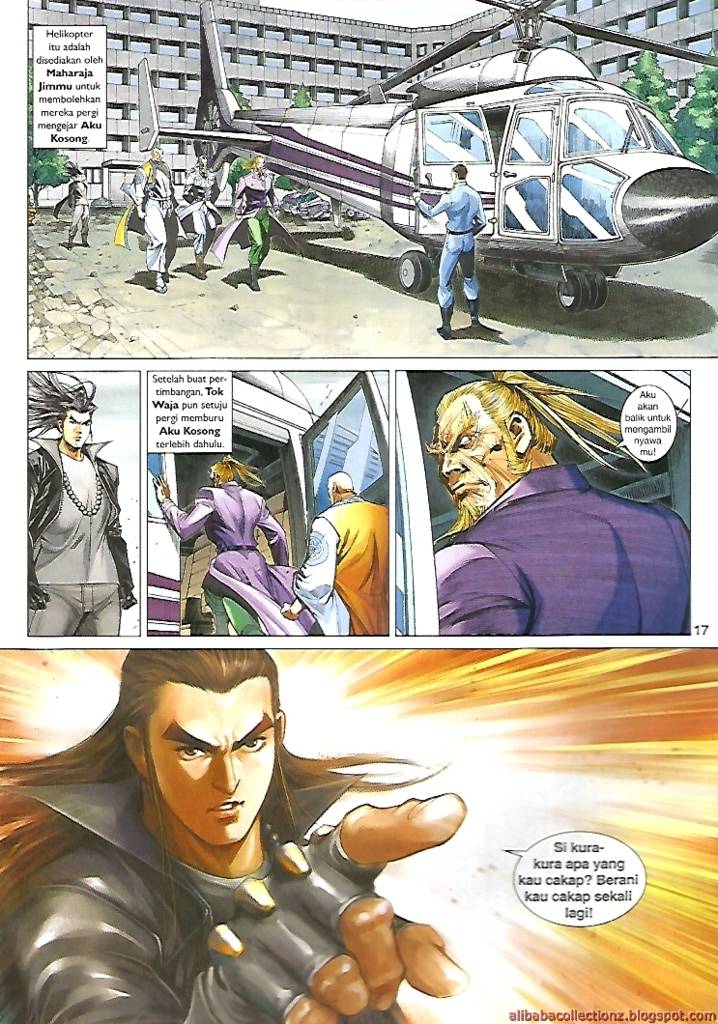 Helikopter
itu adalah
disediakan oleh
Maharaja
Jimmu untuk
membolehkan
mereka pergi
mengejar Aku
Kosong.
Setelah buat per-
timbangan, Tok
Waja pun setuju
pergi memburu
Aku Kosong
terlebih dahulu.
Aku
akan
balik untuk
mengambil
nyawa
mu!
17
Si kura-
kura apa yang
kau cakap? Berani
kau cakap sekali
lagi!
alibabacollectionz.blogspot.com